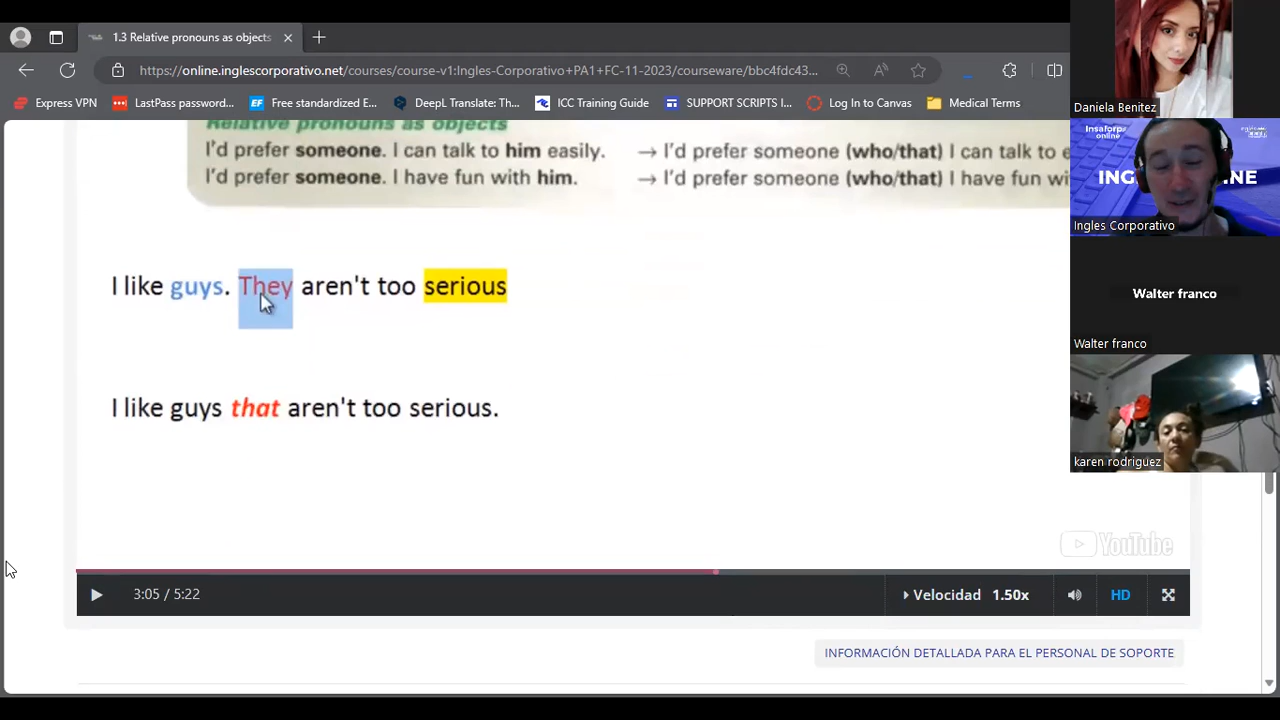 1.3 Relative pronouns as objects
https://online.inglescorporativo.net/courses/course-v1:Ingles-Corporativo+PA1+FC-11-2023/courseware/bbc4fdc43...
Express VPN
LastPass password...
Free standardized E...
DeepL Translate: Th...
ICC Training Guide
SUPPORT SCRIPTS I...
Log In to Canvas
Medical Terms
Relative pronouns as objects
I'd prefer someone. I can talk to him easily. → I'd prefer someone (who/that) I can talk to e
I'd prefer someone. I have fun with him. → I'd prefer someone (who/that) I have fun wi
I like guys. They aren't too serious
I like guys that aren't too serious.
YouTube
3:05 / 5:22
Velocidad 1.50x
HD
INFORMACIÓN DETALLADA PARA EL PERSONAL DE SOPORTE
Daniela Benitez
Insaforp
online
ING
NE
Ingles Corporativo
Walter franco
Walter franco
karen rodriguez